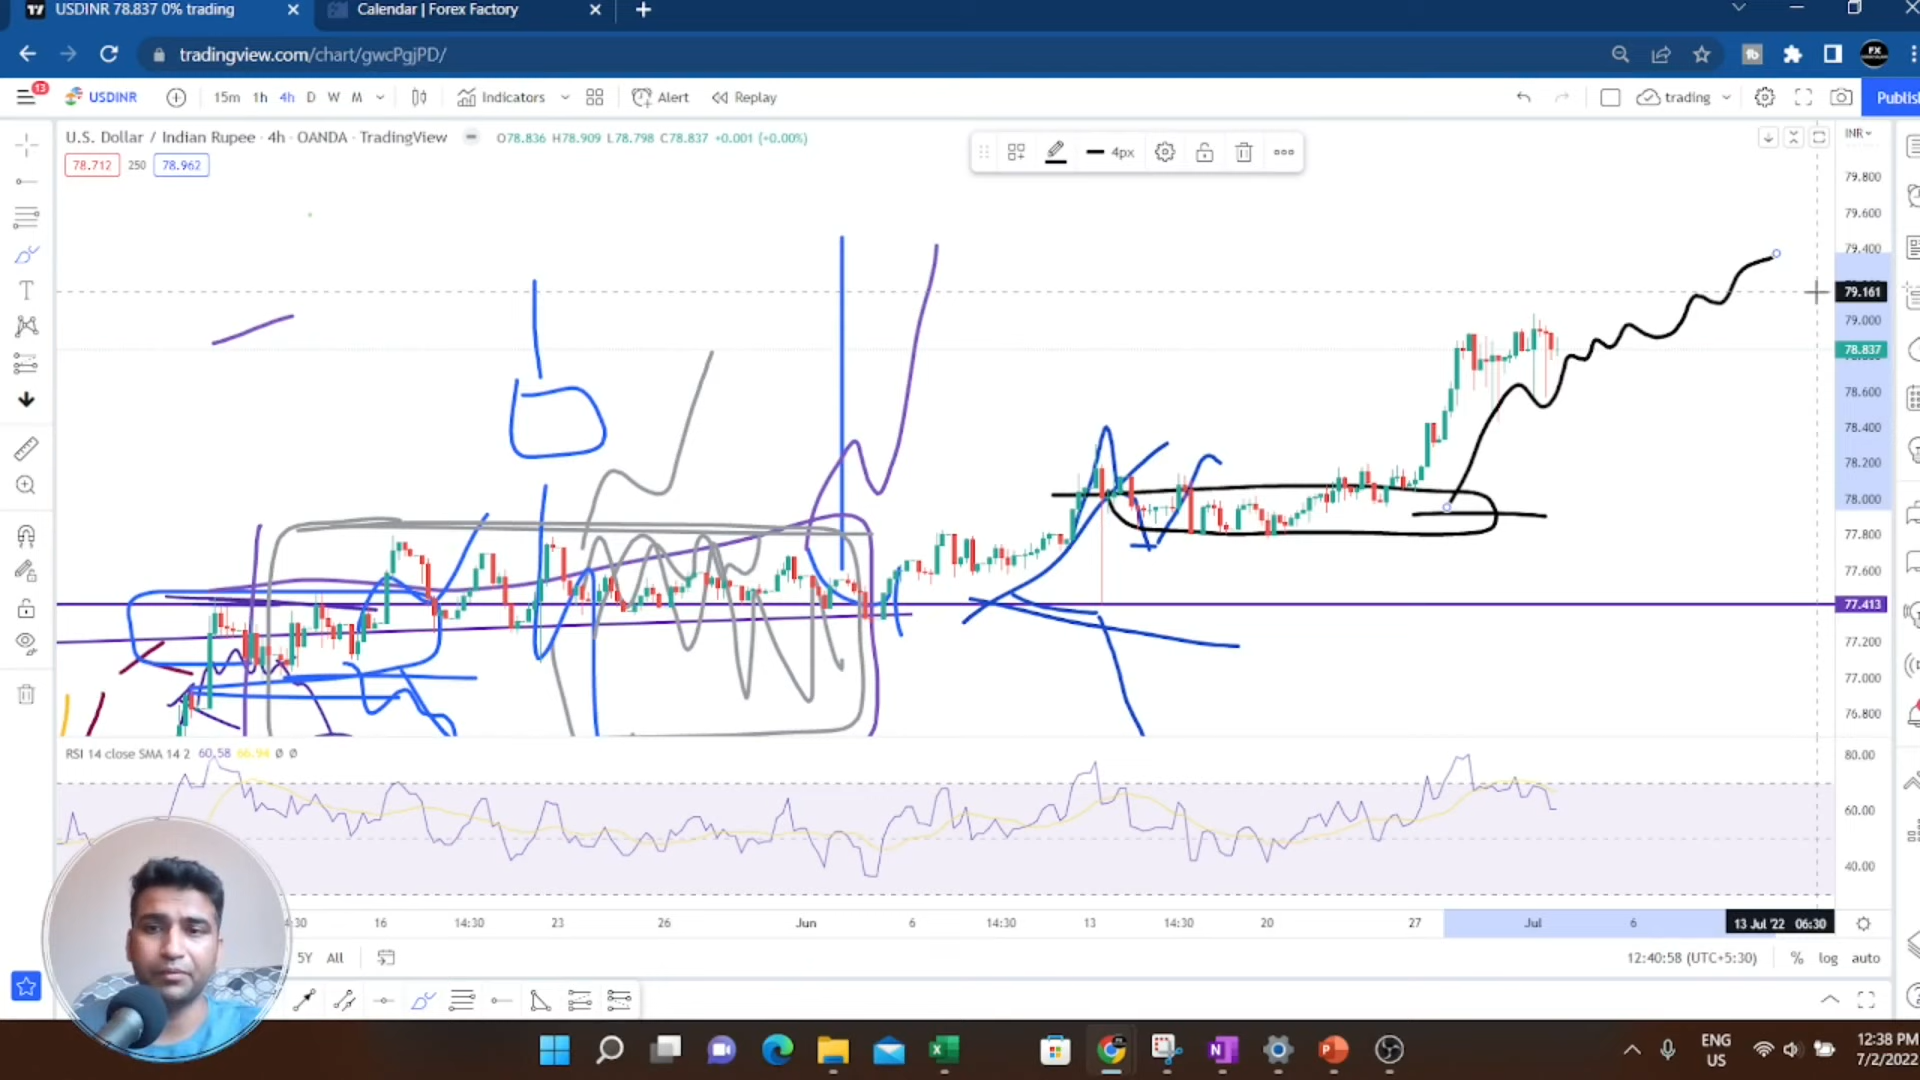 USDINR 78.837 0% trading
Calendar | Forex Factory
tradingview.com/chart/gwcPgjPD/
FX
13
USDINR
15m 1h 4h D W M
Indicators
Alert
Replay
trading
Publish
U.S. Dollar / Indian Rupee · 4h · OANDA · TradingView
O78.836 H78.909 L78.798 C78.837 +0.001 (+0.00%)
78.712 250 78.962
4px
INR
79.800
79.600
79.400
79.161
79.000
78.837
78.600
78.400
78.200
78.000
77.800
77.600
77.413
77.200
77.000
76.800
RSI 14 close SMA 14 2 60.58 66.94 Ø Ø
80.00
60.00
40.00
:30 16 14:30 23 26 Jun 6 14:30 13 14:30 20 27 Jul 6 13 Jul '22 06:30
5Y All
12:40:58 (UTC+5:30) % log auto
ENG
US
12:38 PM
7/2/2022